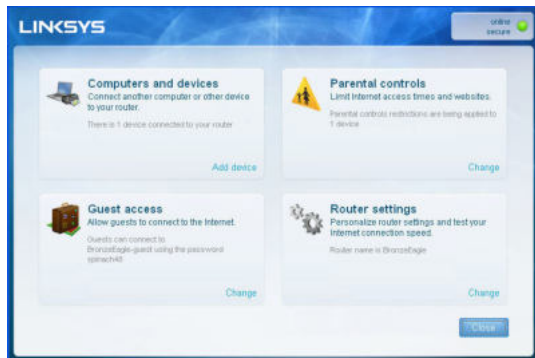 LINKSYS
online
secure
Computers and devices
Connect another computer or other device
to your router.
There is 1 device connected to your router
Add device
Parental controls
Limit Internet access times and websites.
Parental controls restrictions are being applied to
1 device
Change
Guest access
Allow guests to connect to the Internet.
Guests can connect to
BronzeEagle-guest using the password
spinach48
Change
Router settings
Personalize router settings and test your
Internet connection speed.
Router name is BronzeEagle
Change
Close